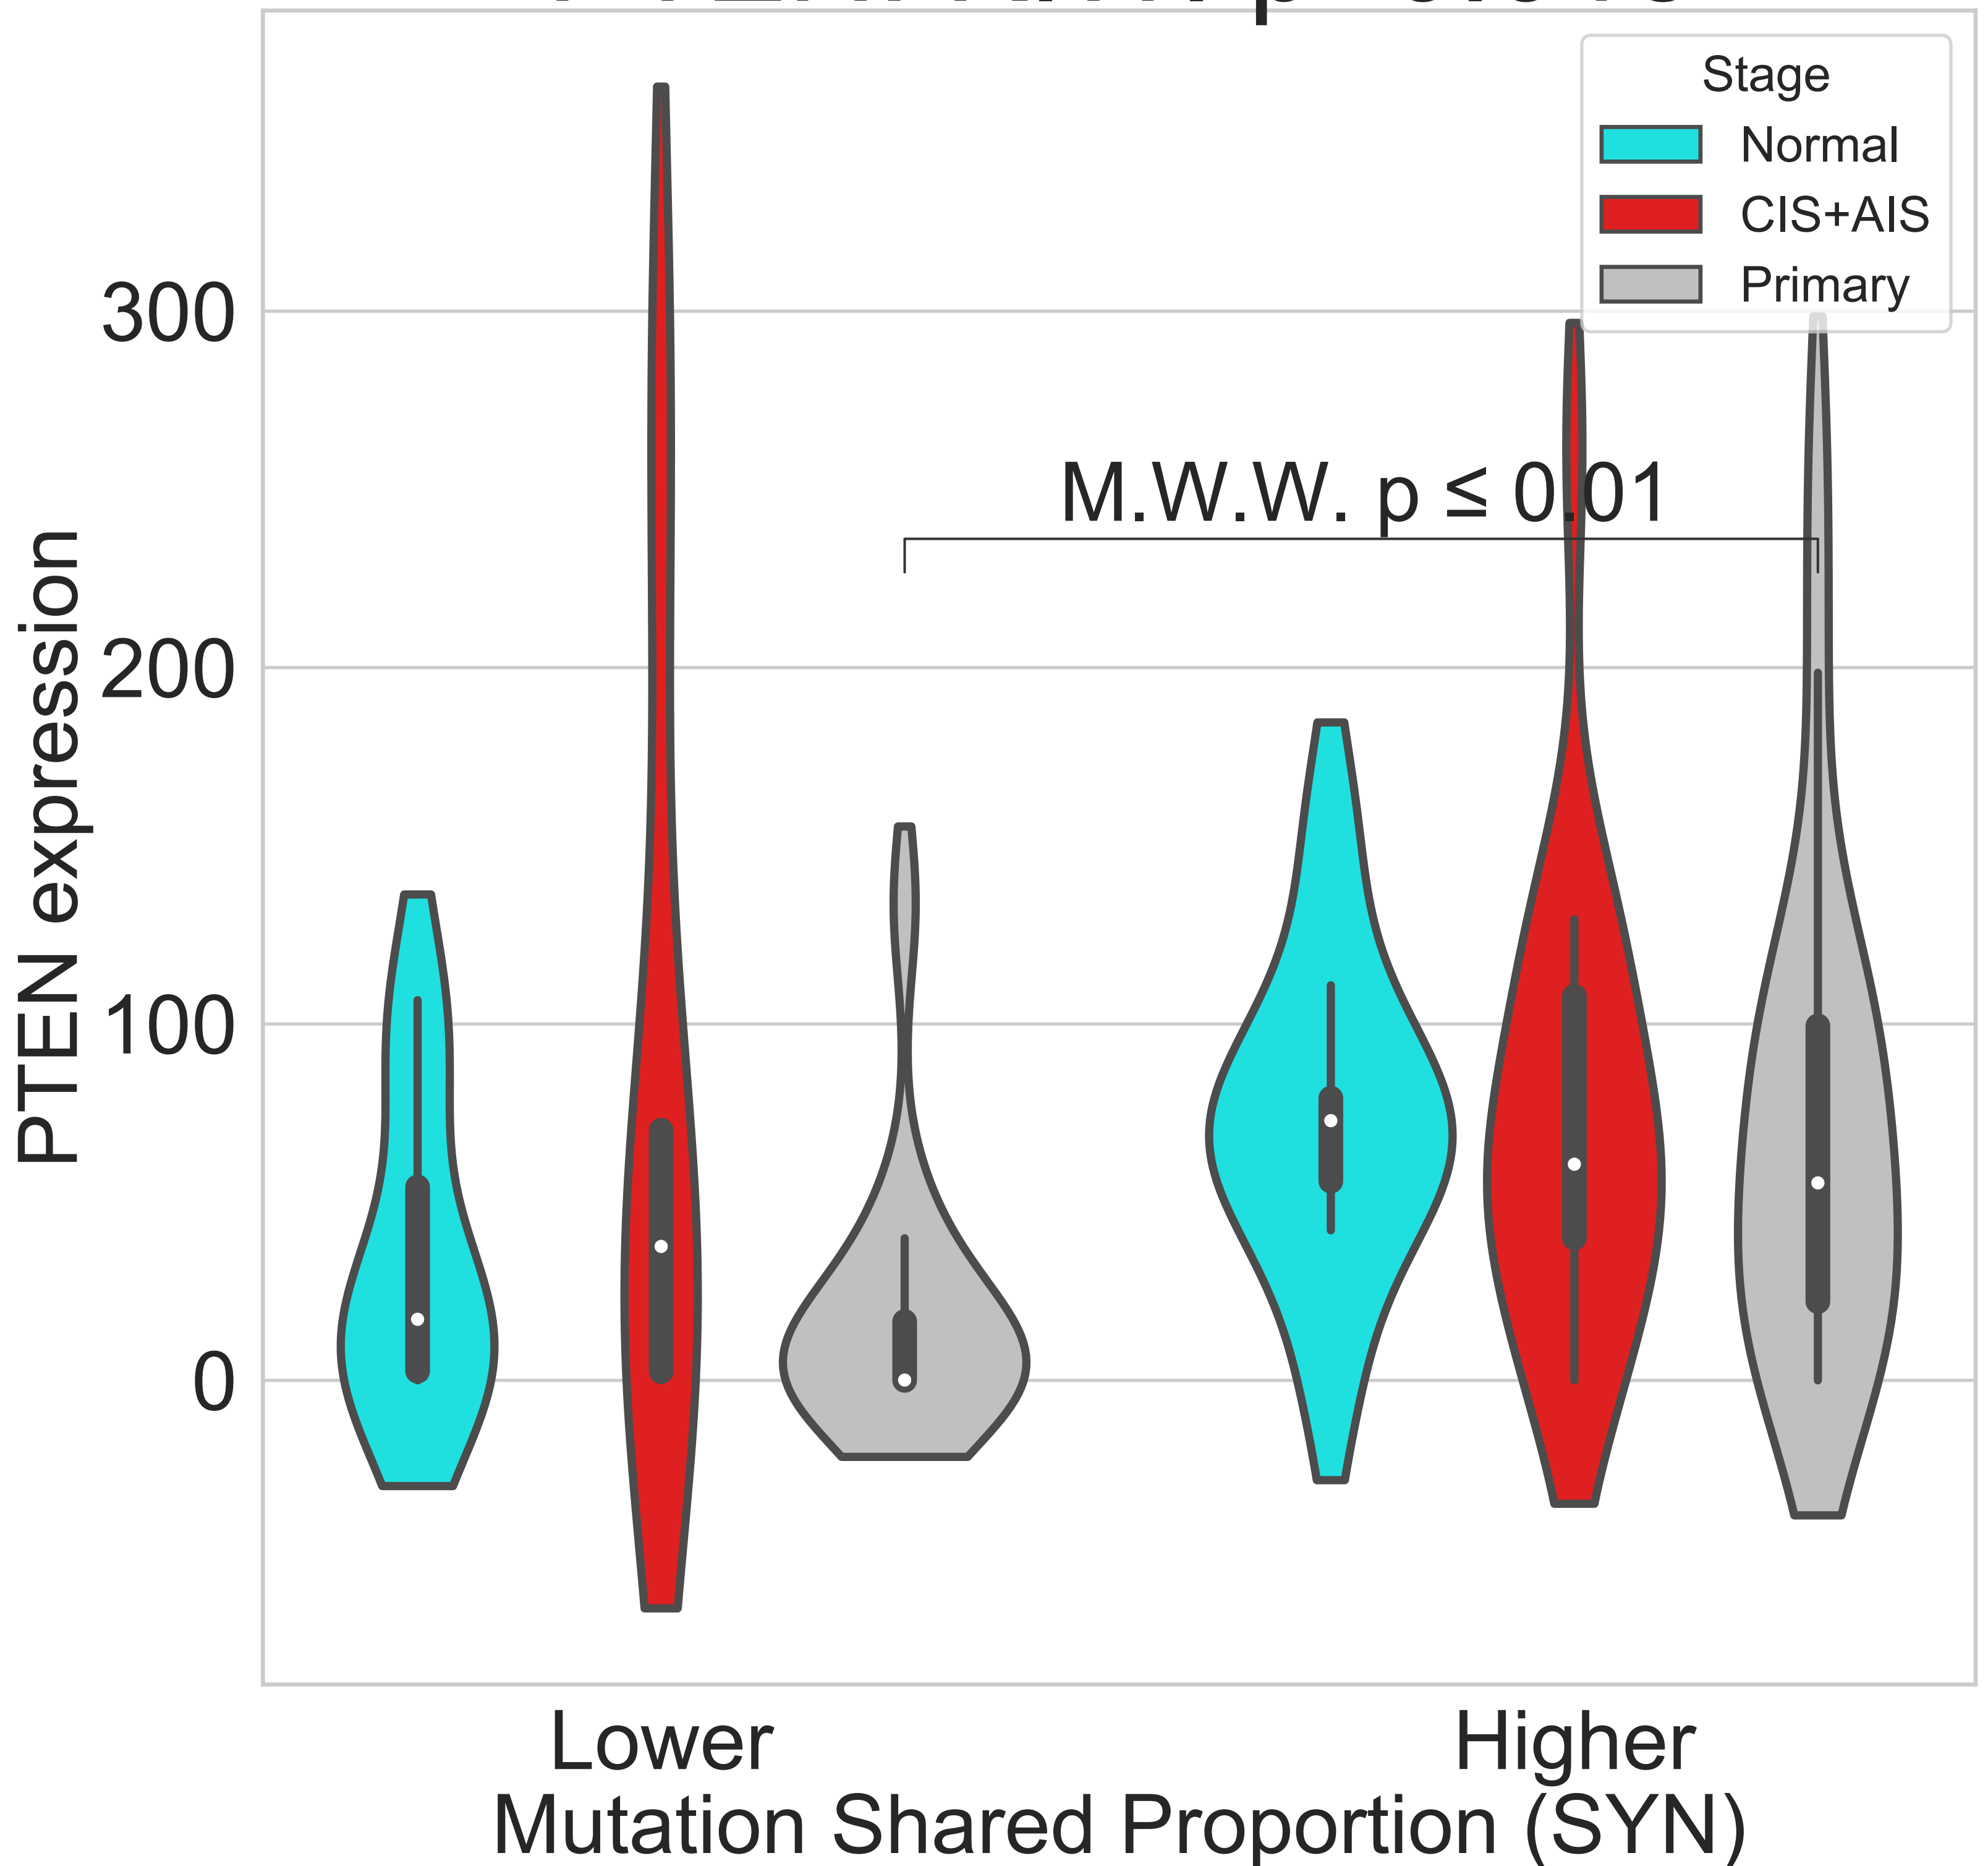 Stage
Normal
CIS+AIS
Primary
300
200
100
0
PTEN expression
M.W.W. p ≤ 0.01
Lower
Higher
Mutation Shared Proportion (SYN)